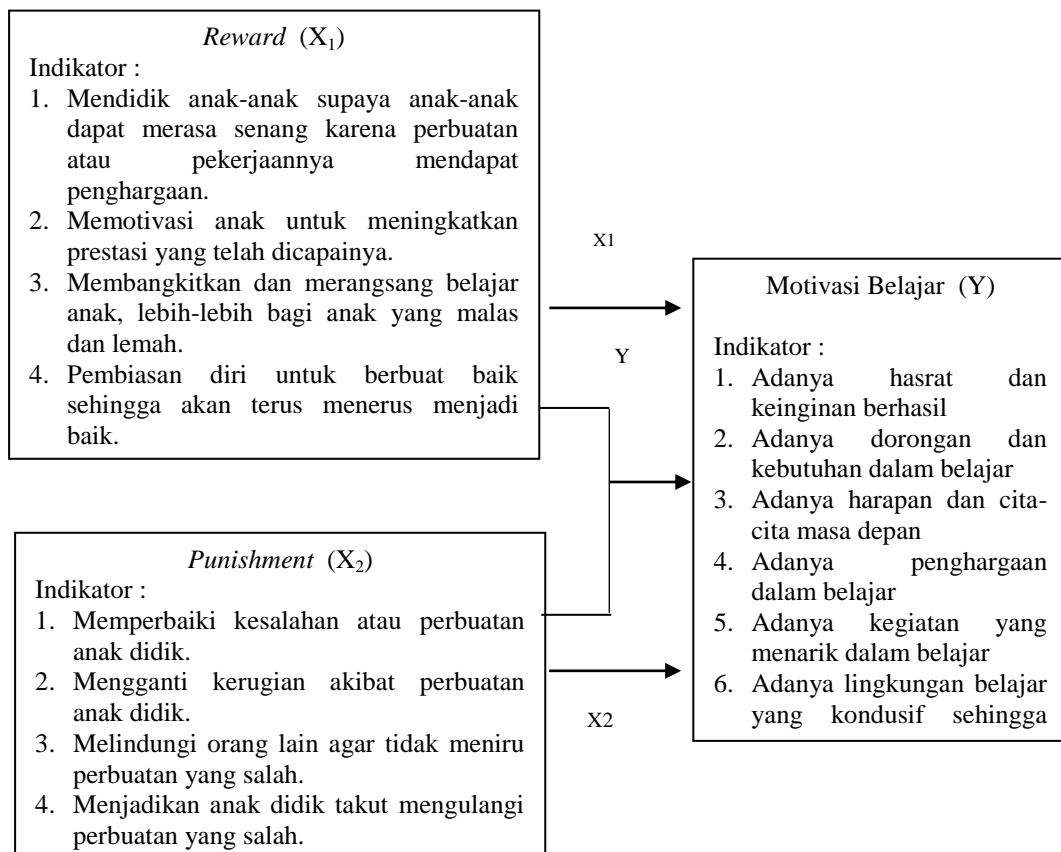 Reward (X₁)
Indikator :
1. Mendidik anak-anak supaya anak-anak
dapat merasa senang karena perbuatan
atau pekerjaannya mendapat
penghargaan.
2. Memotivasi anak untuk meningkatkan
prestasi yang telah dicapainya.
3. Membangkitkan dan merangsang belajar
anak, lebih-lebih bagi anak yang malas
dan lemah.
4. Pembiasan diri untuk berbuat baik
sehingga akan terus menerus menjadi
baik.
X1
Y
Punishment (X₂)
Indikator :
1. Memperbaiki kesalahan atau perbuatan
anak didik.
2. Mengganti kerugian akibat perbuatan
anak didik.
3. Melindungi orang lain agar tidak meniru
perbuatan yang salah.
4. Menjadikan anak didik takut mengulangi
perbuatan yang salah.
X2
Motivasi Belajar (Y)
Indikator :
1. Adanya hasrat dan
keinginan berhasil
2. Adanya dorongan dan
kebutuhan dalam belajar
3. Adanya harapan dan cita-
cita masa depan
4. Adanya penghargaan
dalam belajar
5. Adanya kegiatan yang
menarik dalam belajar
6. Adanya lingkungan belajar
yang kondusif sehingga